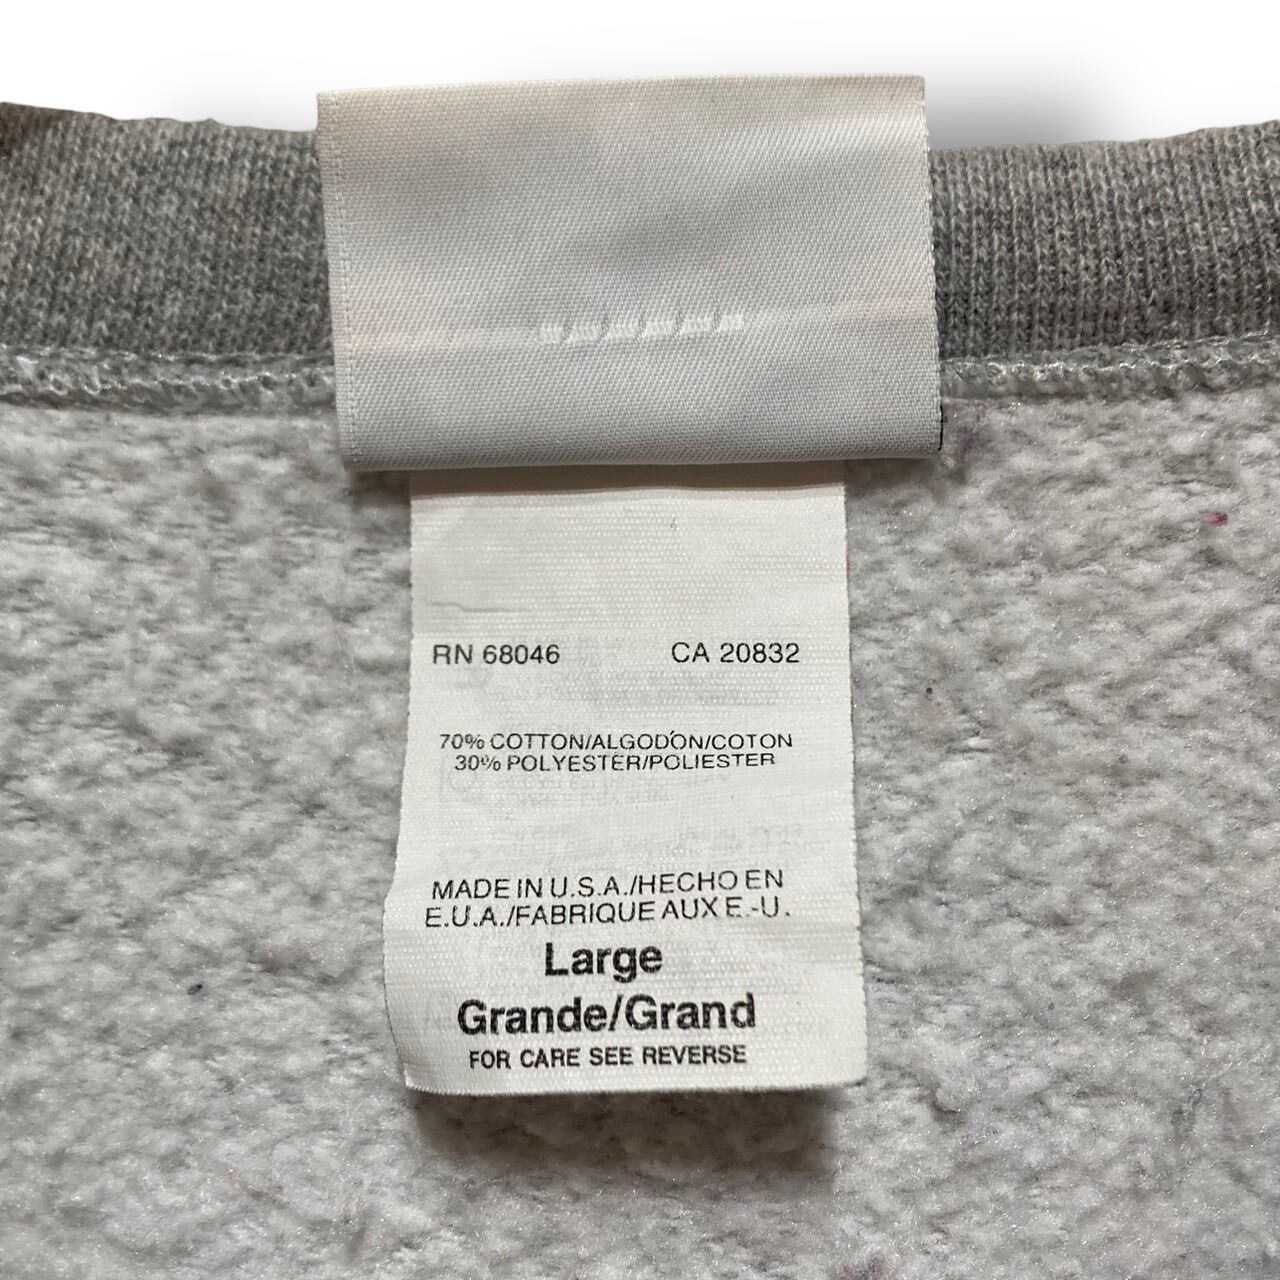 RN 68046 CA 20832
70% COTTON/ALGODON/COTON
30% POLYESTER/POLIESTER
MADE IN U.S.A./HECHO EN
E.U.A./FABRIQUE AUX E.-U.
Large
Grande/Grand
FOR CARE SEE REVERSE